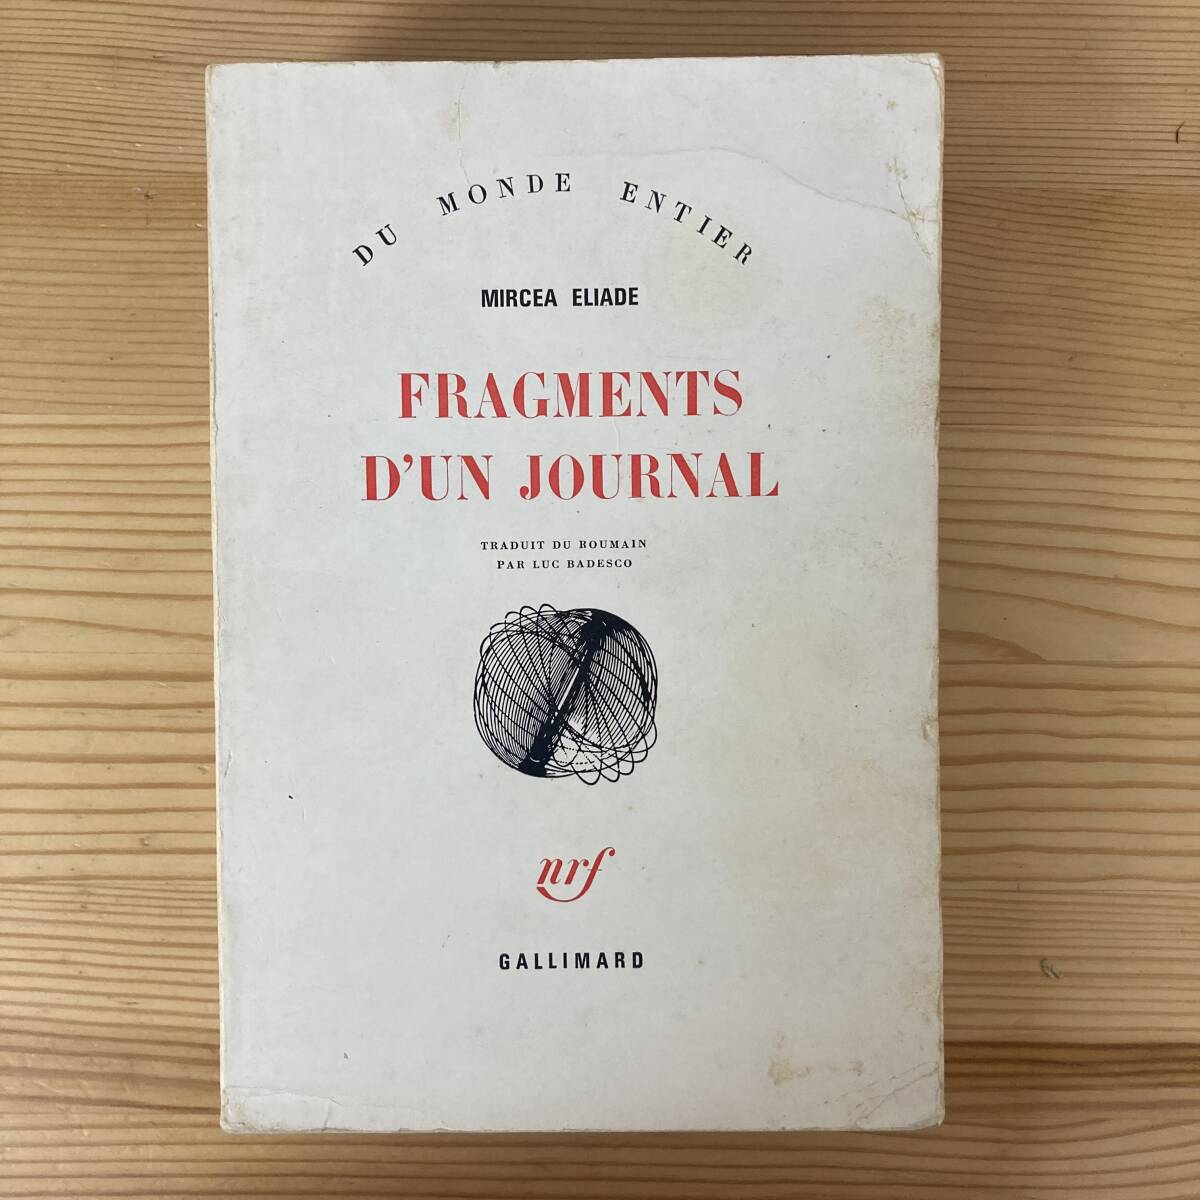 DU MONDE ENTIER
MIRCEA ELIADE
FRAGMENTS
D'UN JOURNAL
TRADUIT DU ROUMAIN
PAR LUC BADESCO
nrf
GALLIMARD